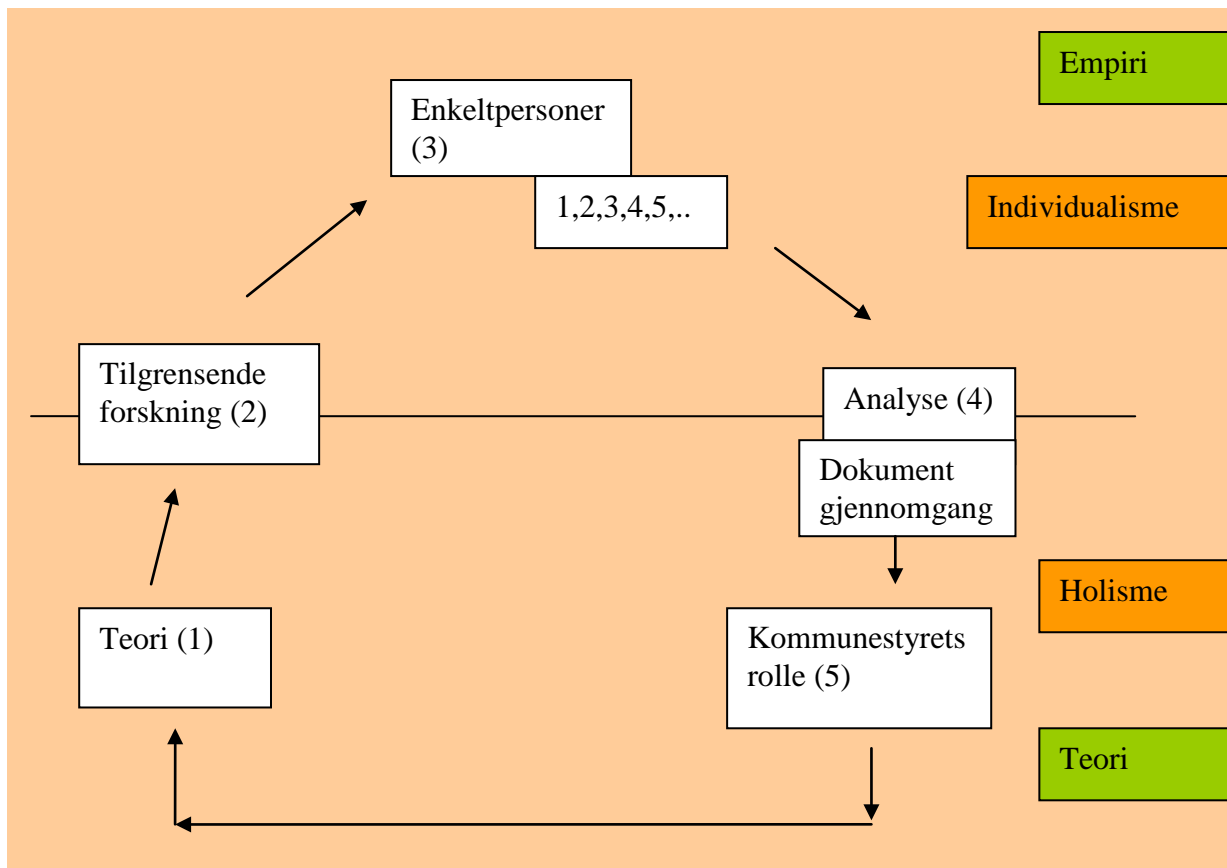 Empiri
Enkeltpersoner
(3)
1,2,3,4,5,..
Individualisme
Tilgrensende
forskning (2)
Analyse (4)
Dokument
gjennomgang
Holisme
Teori (1)
Kommunestyrets
rolle (5)
Teori